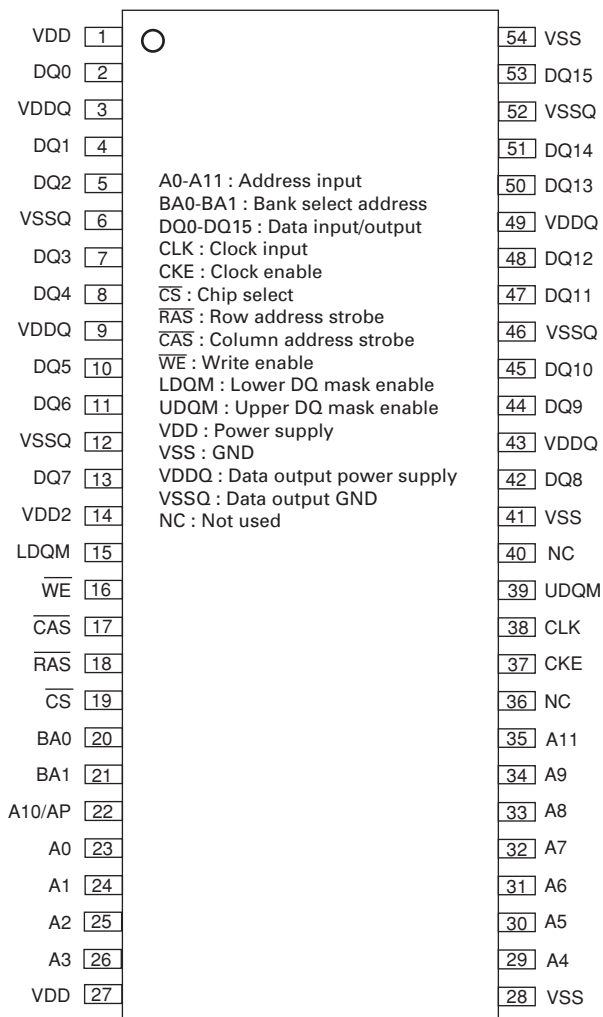 VDD 1 54 VSS
DQ0 2 53 DQ15
VDDQ 3 52 VSSQ
DQ1 4 51 DQ14
DQ2 5 50 DQ13
VSSQ 6 49 VDDQ
DQ3 7 48 DQ12
DQ4 8 47 DQ11
VDDQ 9 46 VSSQ
DQ5 10 45 DQ10
DQ6 11 44 DQ9
VSSQ 12 43 VDDQ
DQ7 13 42 DQ8
VDD2 14 41 VSS
LDQM 15 40 NC
W̅E̅ 16 39 UDQM
C̅A̅S̅ 17 38 CLK
R̅A̅S̅ 18 37 CKE
C̅S̅ 19 36 NC
BA0 20 35 A11
BA1 21 34 A9
A10/AP 22 33 A8
A0 23 32 A7
A1 24 31 A6
A2 25 30 A5
A3 26 29 A4
VDD 27 28 VSS
A0-A11 : Address input
BA0-BA1 : Bank select address
DQ0-DQ15 : Data input/output
CLK : Clock input
CKE : Clock enable
C̅S̅ : Chip select
R̅A̅S̅ : Row address strobe
C̅A̅S̅ : Column address strobe
W̅E̅ : Write enable
LDQM : Lower DQ mask enable
UDQM : Upper DQ mask enable
VDD : Power supply
VSS : GND
VDDQ : Data output power supply
VSSQ : Data output GND
NC : Not used